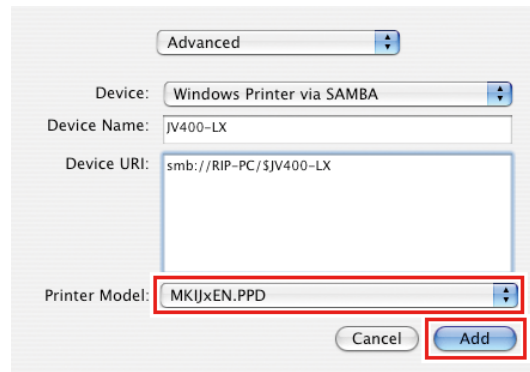 Advanced
Device: Windows Printer via SAMBA
Device Name: JV400-LX
Device URI: smb://RIP-PC/$JV400-LX
Printer Model: MKIJxEN.PPD
Cancel Add